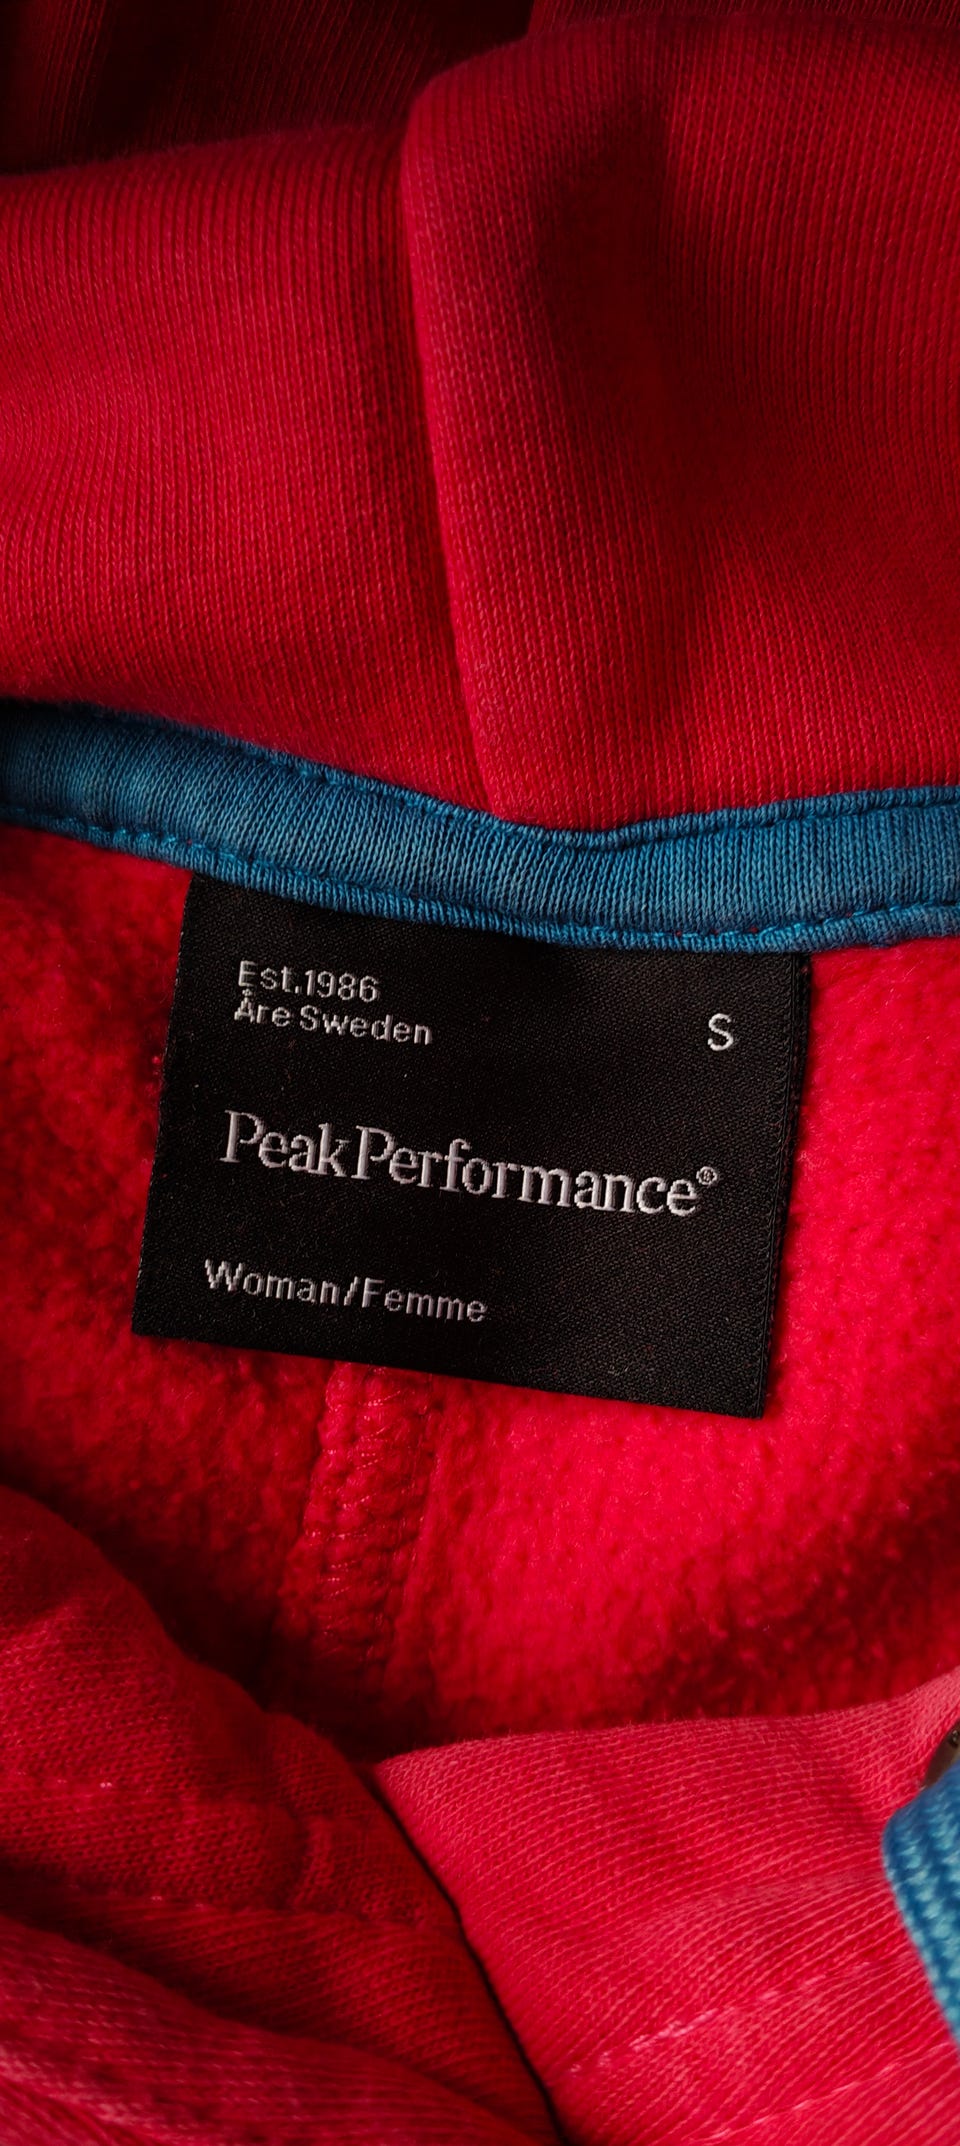 Est.1986
Åre Sweden
S
PeakPerformance®
Woman/Femme